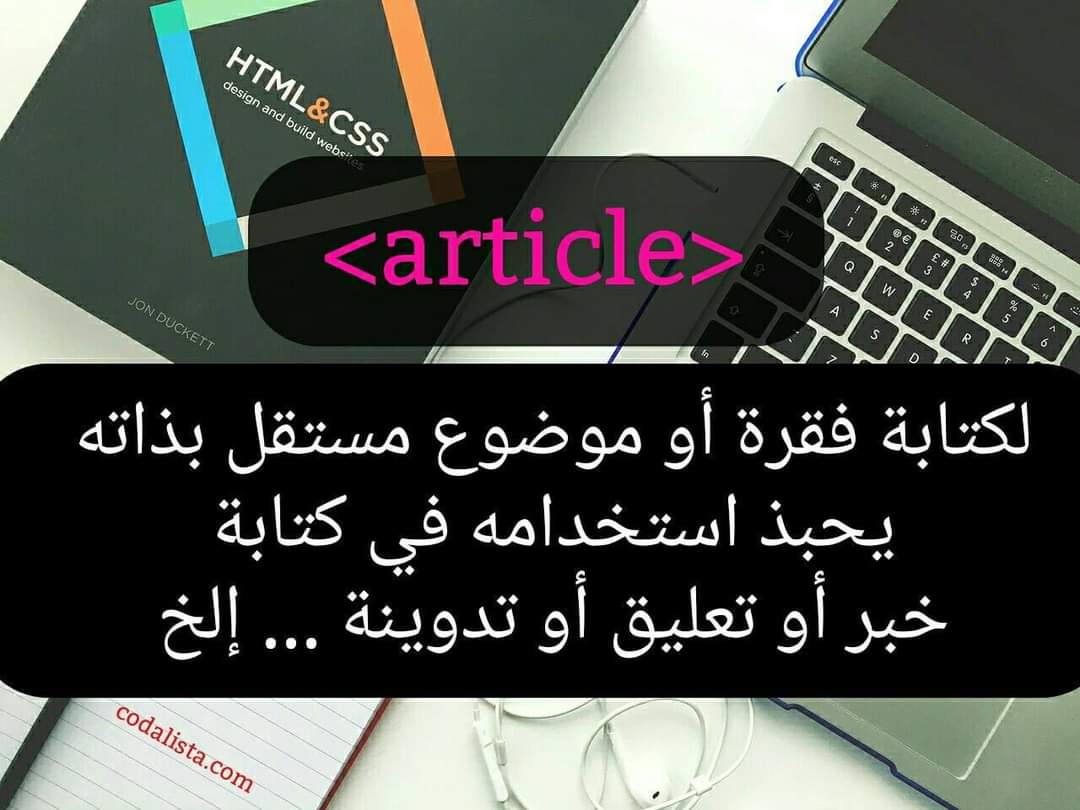 HTML&CSS
design and build websites
JON DUCKETT
<article>
لكتابة فقرة أو موضوع مستقل بذاته
يحبذ استخدامه في كتابة
خبر أو تعليق أو تدوينة ... إلخ
codalista.com
esc
Q
W
E
R
A
S
D